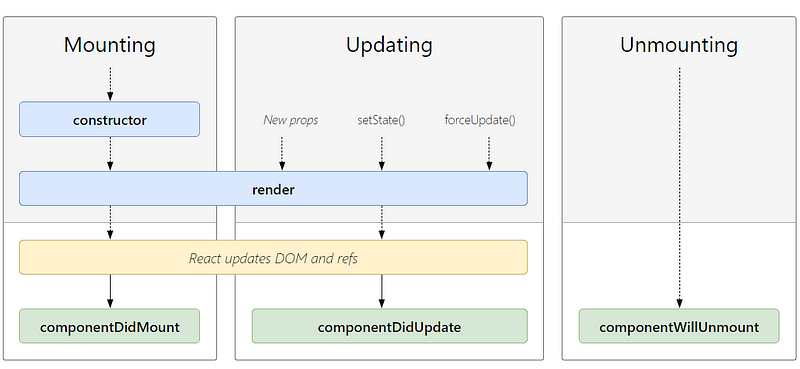 Mounting
Updating
Unmounting
constructor
New props
setState()
forceUpdate()
render
React updates DOM and refs
componentDidMount
componentDidUpdate
componentWillUnmount